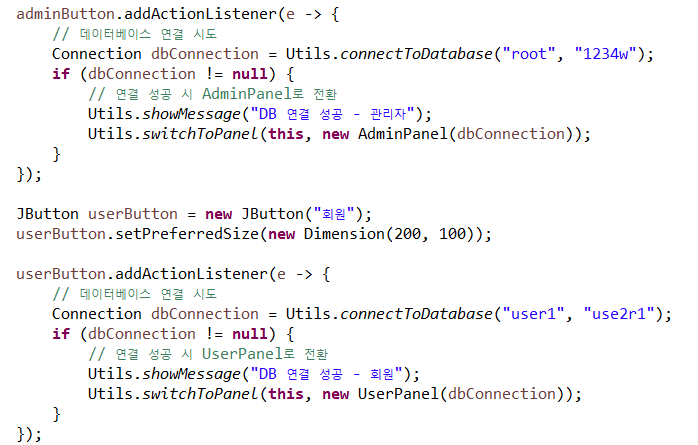 adminButton.addActionListener(e -> {
    // 데이터베이스 연결 시도
    Connection dbConnection = Utils.connectToDatabase("root", "1234w");
    if (dbConnection != null) {
        // 연결 성공 시 AdminPanel로 전환
        Utils.showMessage("DB 연결 성공 - 관리자");
        Utils.switchToPanel(this, new AdminPanel(dbConnection));
    }
});

JButton userButton = new JButton("회원");
userButton.setPreferredSize(new Dimension(200, 100));

userButton.addActionListener(e -> {
    // 데이터베이스 연결 시도
    Connection dbConnection = Utils.connectToDatabase("user1", "use2r1");
    if (dbConnection != null) {
        // 연결 성공 시 UserPanel로 전환
        Utils.showMessage("DB 연결 성공 - 회원");
        Utils.switchToPanel(this, new UserPanel(dbConnection));
    }
});